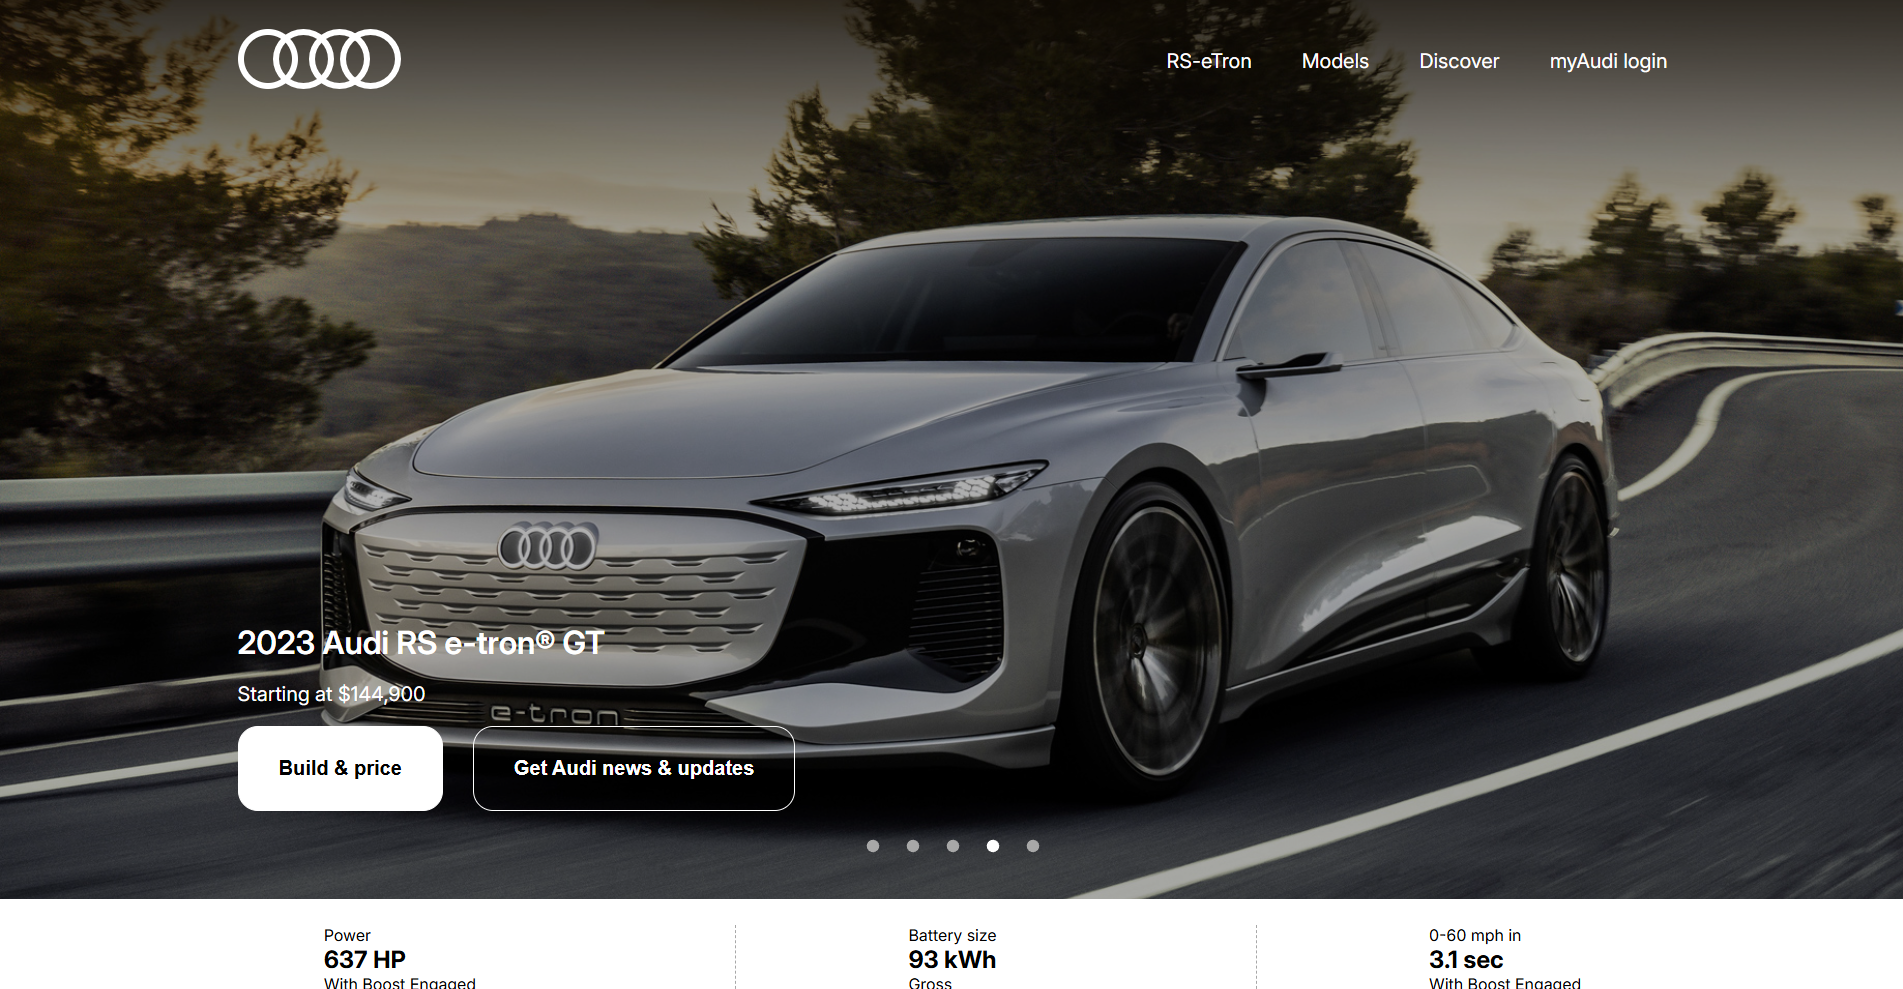 RS-eTron Models Discover myAudi login
2023 Audi RS e-tron® GT
Starting at $144,900
e-tron
Build & price
Get Audi news & updates
Power
637 HP
With Boost Engaged
Battery size
93 kWh
Gross
0-60 mph in
3.1 sec
With Boost Engaged